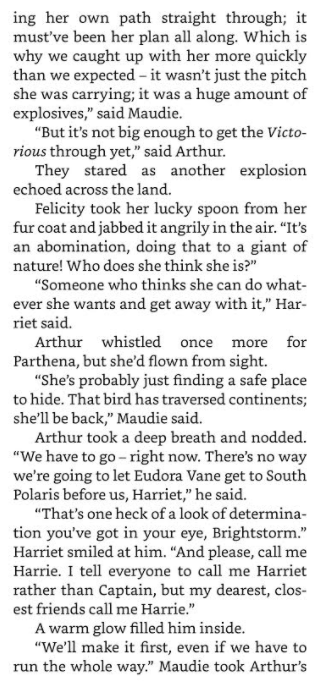 ing her own path straight through; it
must've been her plan all along. Which is
why we caught up with her more quickly
than we expected – it wasn't just the pitch
she was carrying; it was a huge amount of
explosives,” said Maudie.
“But it's not big enough to get the Victo-
rious through yet,” said Arthur.
They stared as another explosion
echoed across the land.
Felicity took her lucky spoon from her
fur coat and jabbed it angrily in the air. “It's
an abomination, doing that to a giant of
nature! Who does she think she is?”
“Someone who thinks she can do what-
ever she wants and get away with it,” Har-
riet said.
Arthur whistled once more for
Parthena, but she'd flown from sight.
“She's probably just finding a safe place
to hide. That bird has traversed continents;
she'll be back,” Maudie said.
Arthur took a deep breath and nodded.
“We have to go – right now. There's no way
we're going to let Eudora Vane get to South
Polaris before us, Harriet,” he said.
“That's one heck of a look of determina-
tion you've got in your eye, Brightstorm.”
Harriet smiled at him. “And please, call me
Harrie. I tell everyone to call me Harriet
rather than Captain, but my dearest, clos-
est friends call me Harrie.”
A warm glow filled him inside.
“We'll make it first, even if we have to
run the whole way.” Maudie took Arthur's